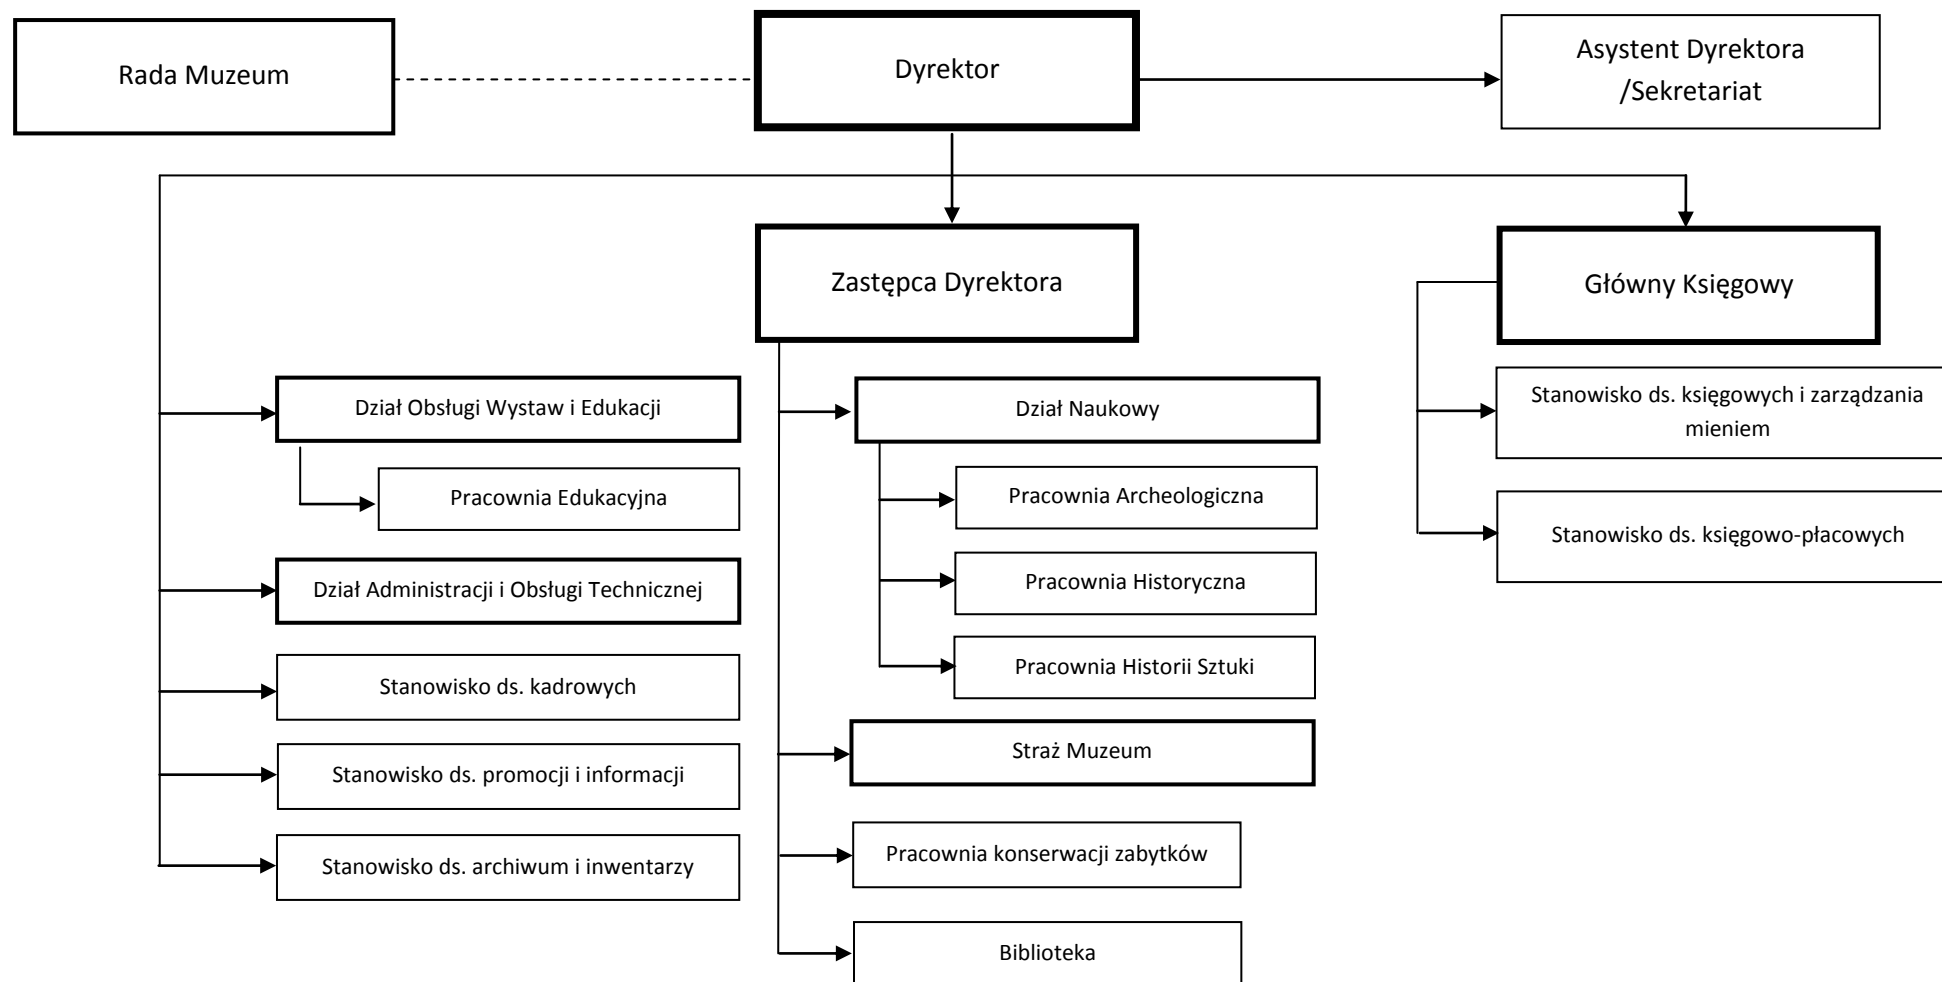 Rada Muzeum
Dyrektor
Asystent Dyrektora
/Sekretariat
Zastępca Dyrektora
Główny Księgowy
Dział Obsługi Wystaw i Edukacji
Pracownia Edukacyjna
Dział Administracji i Obsługi Technicznej
Stanowisko ds. kadrowych
Stanowisko ds. promocji i informacji
Stanowisko ds. archiwum i inwentarzy
Dział Naukowy
Pracownia Archeologiczna
Pracownia Historyczna
Pracownia Historii Sztuki
Straż Muzeum
Pracownia konserwacji zabytków
Biblioteka
Stanowisko ds. księgowych i zarządzania
mieniem
Stanowisko ds. księgowo-płacowych